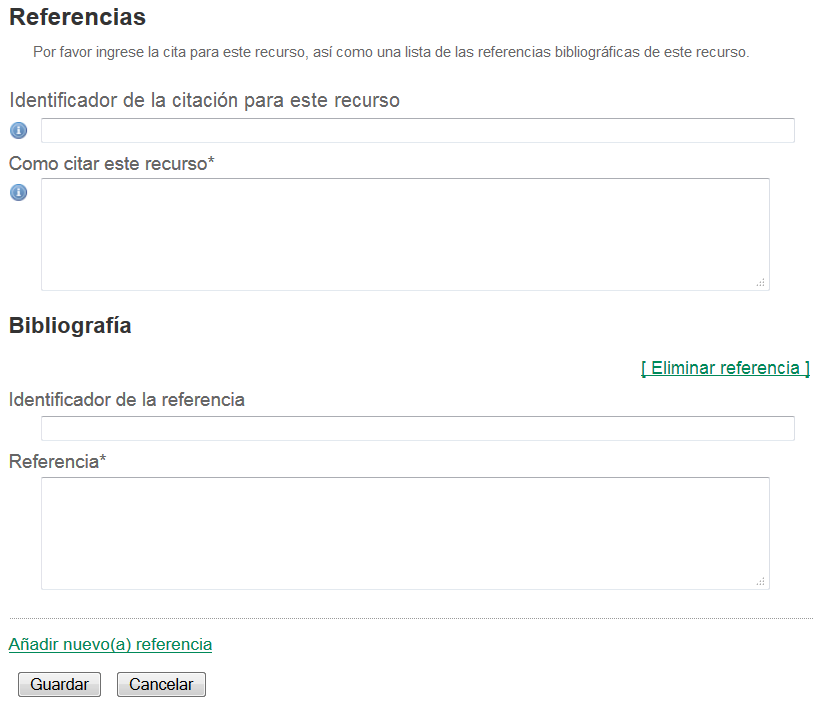 Referencias
Por favor ingrese la cita para este recurso, así como una lista de las referencias bibliográficas de este recurso.
Identificador de la citación para este recurso
Como citar este recurso*
Bibliografía
[ Eliminar referencia ]
Identificador de la referencia
Referencia*
Añadir nuevo(a) referencia
Guardar Cancelar